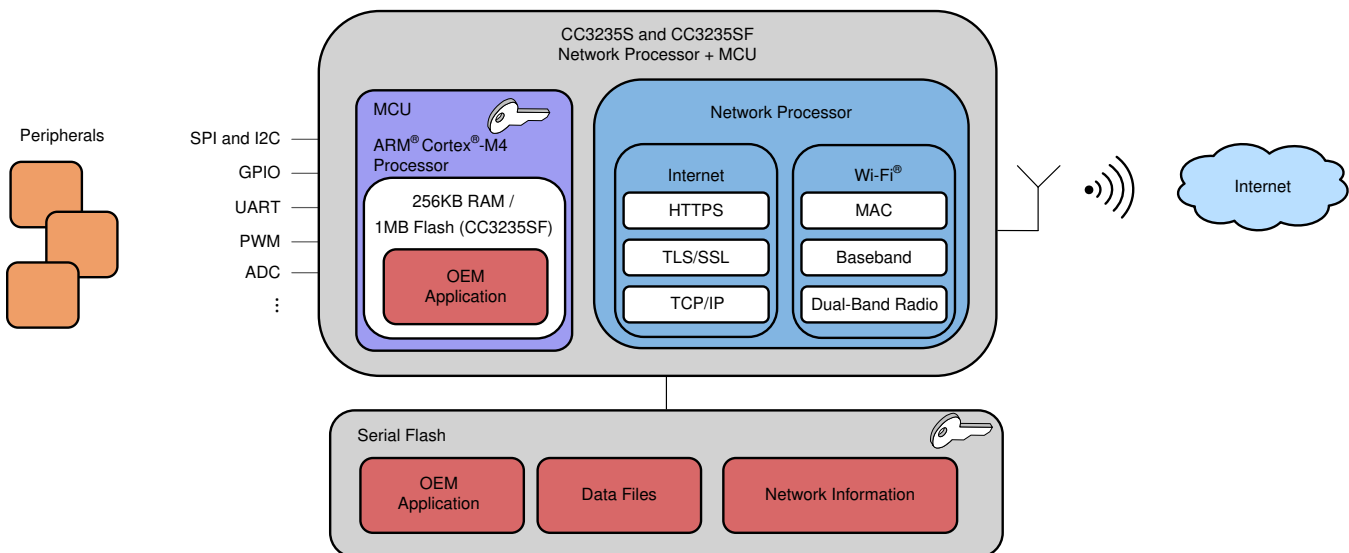 CC3235S and CC3235SF
Network Processor + MCU
Peripherals
SPI and I2C
GPIO
UART
PWM
ADC
⋮
MCU
ARM® Cortex®-M4
Processor
256KB RAM /
1MB Flash (CC3235SF)
OEM
Application
Network Processor
Internet
HTTPS
TLS/SSL
TCP/IP
Wi-Fi®
MAC
Baseband
Dual-Band Radio
Internet
Serial Flash
OEM
Application
Data Files
Network Information